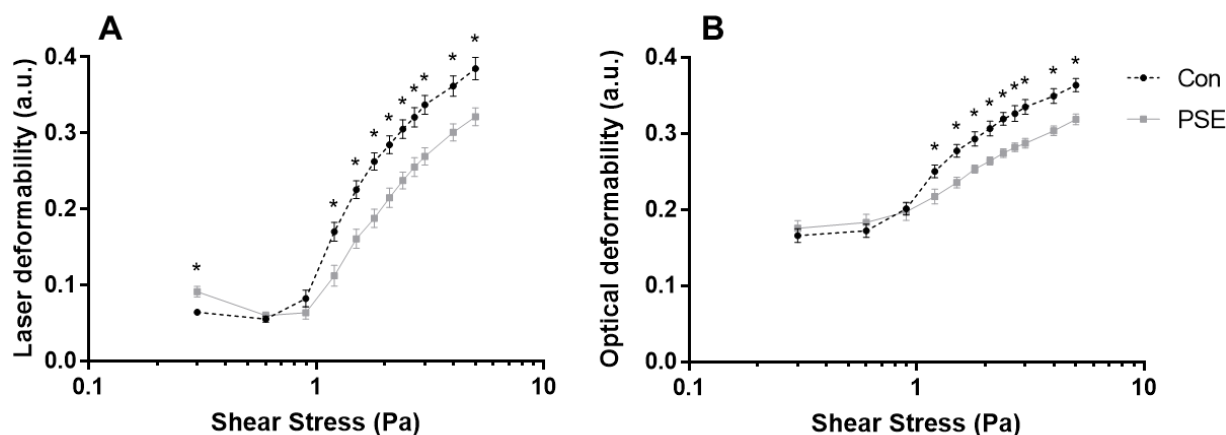 A
Laser deformability (a.u.)
0.4
0.3
0.2
0.1
0.0
* * * * * * * * * * *
0.1 1 10
Shear Stress (Pa)
B
Optical deformability (a.u.)
0.4
0.3
0.2
0.1
0.0
* * * * * * * * *
0.1 1 10
Shear Stress (Pa)
Con
PSE